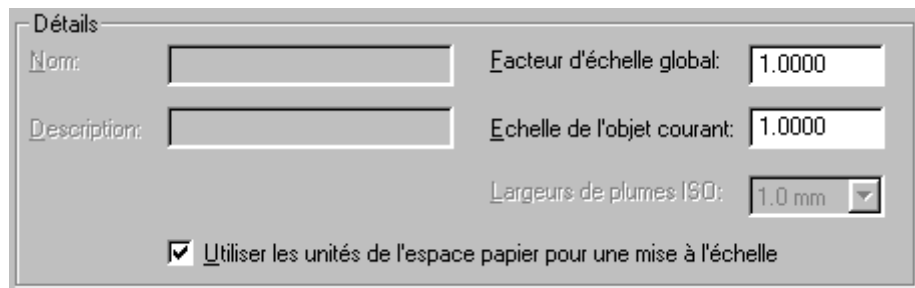 Détails
Nom:
Facteur d'échelle global: 1.0000
Description:
Echelle de l'objet courant: 1.0000
Largeurs de plumes ISO: 1.0 mm
Utiliser les unités de l'espace papier pour une mise à l'échelle